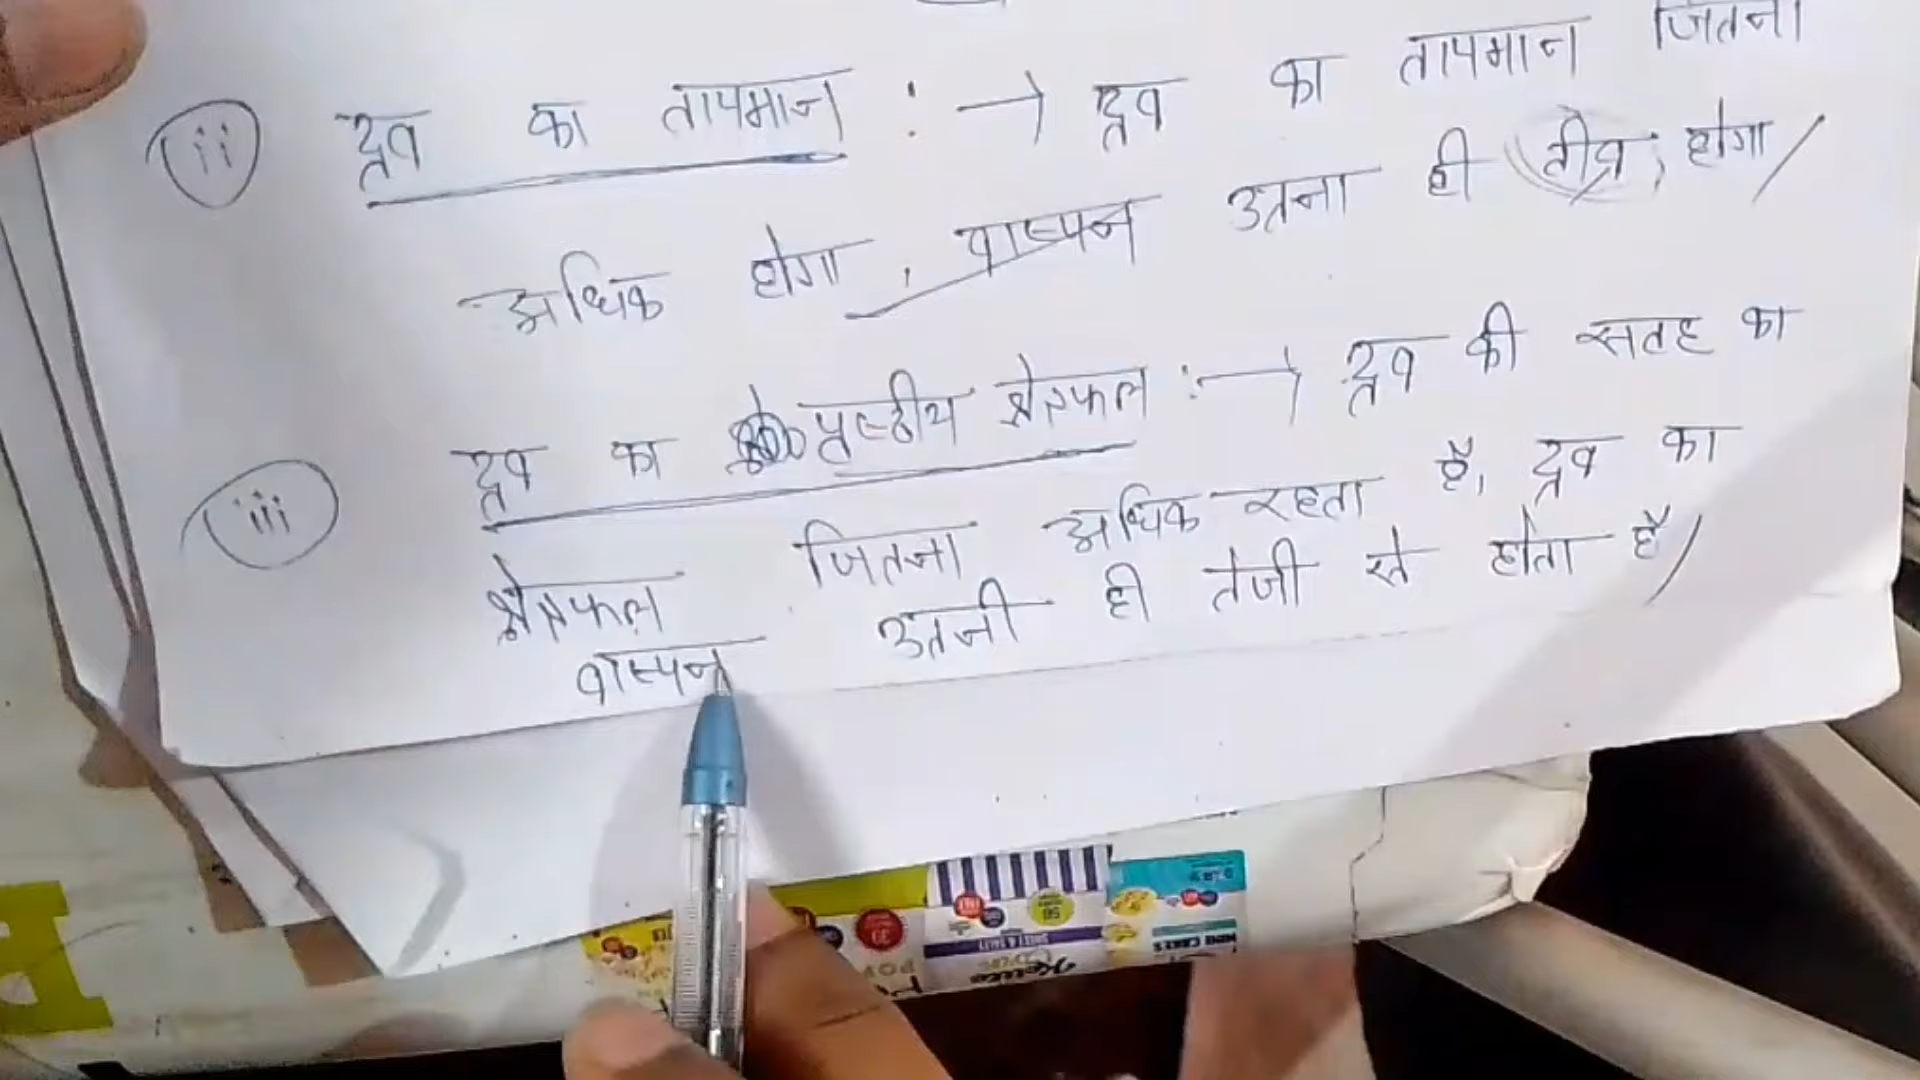 (ii) द्रव का तापमान :→ द्रव का तापमान जितना
अधिक होगा, वाष्पन उतना ही तीव्र होगा/
(iii) द्रव का पृष्ठीय क्षेत्रफल :→ द्रव की सतह का
क्षेत्रफल जितना अधिक रहता है, द्रव का
वाष्पन उतनी ही तेजी से होता है/